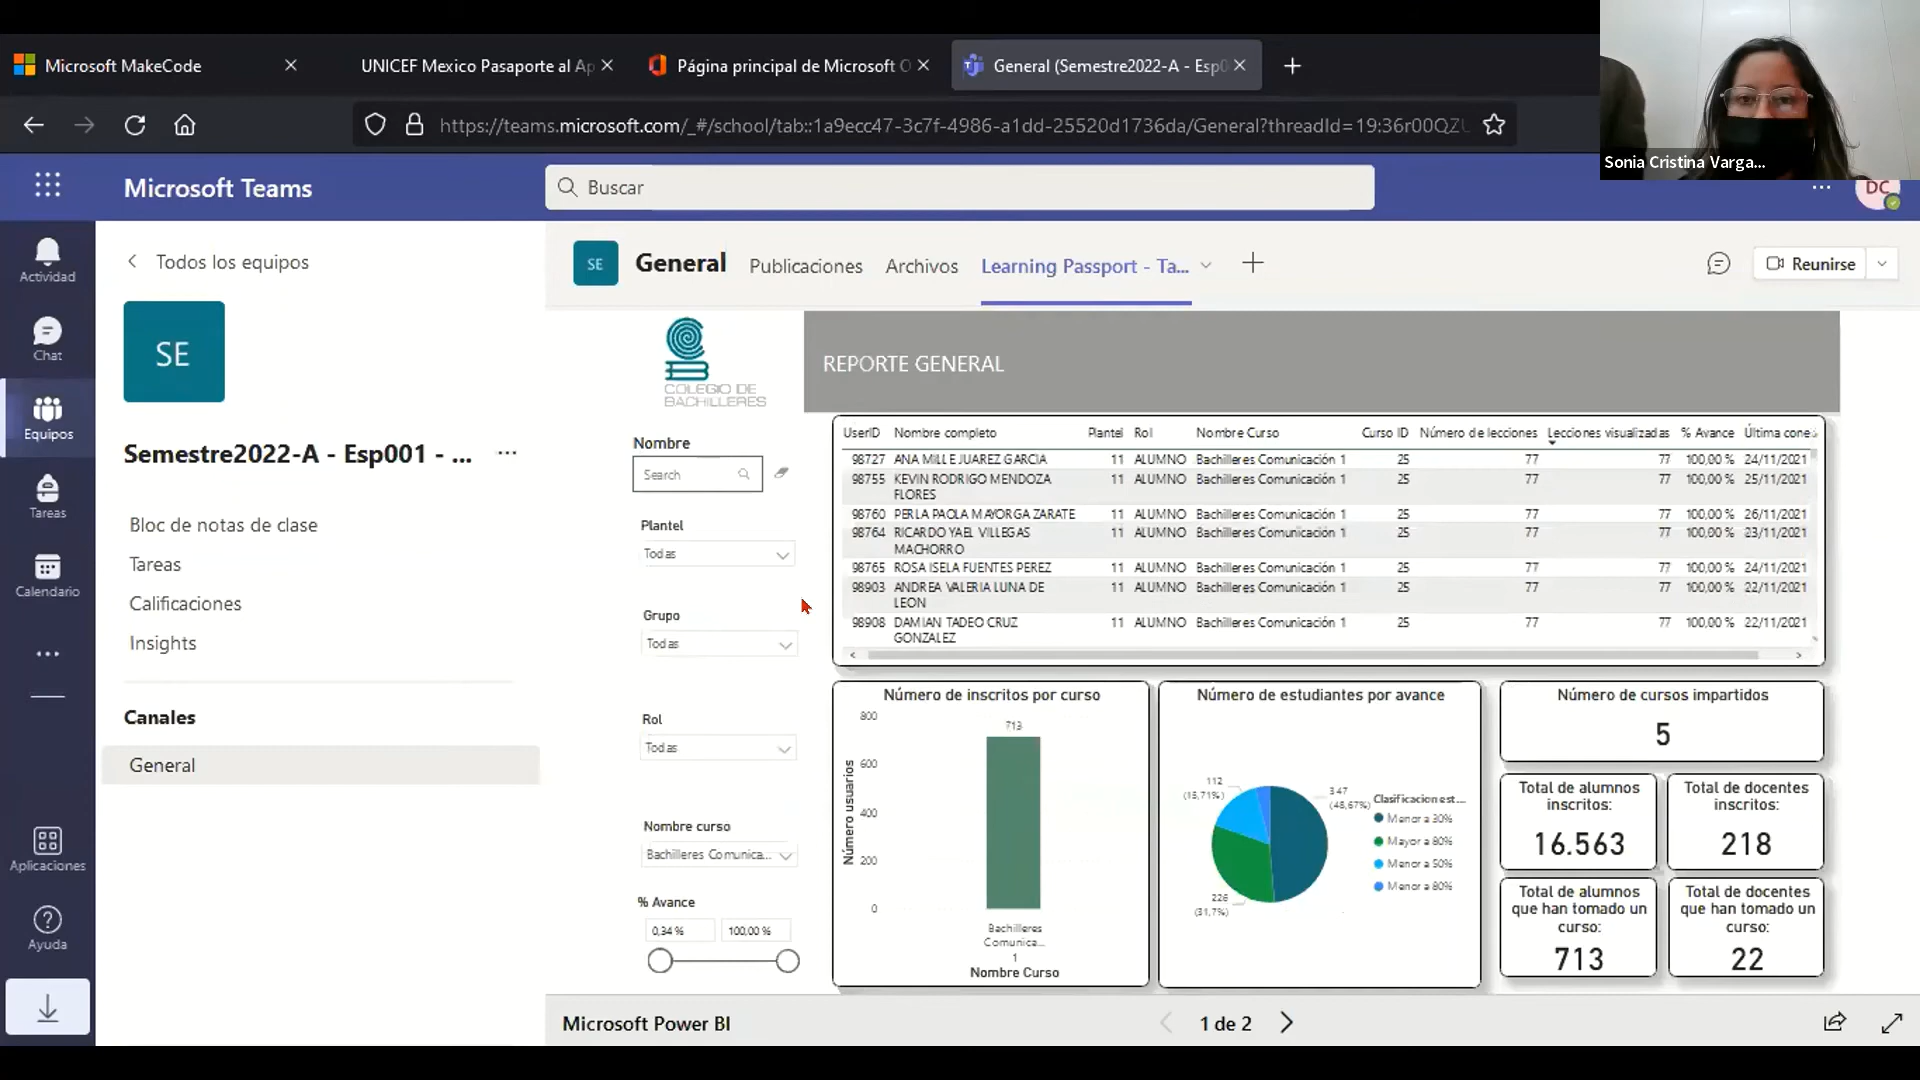 Microsoft MakeCode
UNICEF Mexico Pasaporte al Ap
Página principal de Microsoft O
General (Semestre2022-A - Esp0
https://teams.microsoft.com/_#/school/tab::1a9ecc47-3c7f-4986-a1dd-25520d1736da/General?threadId=19:36r00QZU
Sonia Cristina Varga...
Microsoft Teams
Buscar
DC
Actividad
Chat
Equipos
Tareas
Calendario
Aplicaciones
Ayuda
Todos los equipos
SE
Semestre2022-A - Esp001 - ...
Bloc de notas de clase
Tareas
Calificaciones
Insights
Canales
General
SE
General
Publicaciones
Archivos
Learning Passport - Ta...
Reunirse
COLEGIO DE
BACHILLERES
REPORTE GENERAL
Nombre
Search
Plantel
Todas
Grupo
Todas
Rol
Todas
Nombre curso
Bachilleres Comunica...
% Avance
0,34 %
100,00 %
UserID Nombre completo Plantel Rol Nombre Curso Curso ID Número de lecciones Lecciones visualizadas % Avance Última cone
98727 ANA MILLE JUAREZ GARCIA 11 ALUMNO Bachilleres Comunicación 1 25 77 77 100,00 % 24/11/2021
98755 KEVIN RODRIGO MENDOZA 11 ALUMNO Bachilleres Comunicación 1 25 77 77 100,00 % 25/11/2021
FLORES
98760 PERLA PAOLA MAYORGA ZARATE 11 ALUMNO Bachilleres Comunicación 1 25 77 77 100,00 % 26/11/2021
98764 RICARDO YAEL VILLEGAS 11 ALUMNO Bachilleres Comunicación 1 25 77 77 100,00 % 23/11/2021
MACHORRO
98765 ROSA ISELA FUENTES PEREZ 11 ALUMNO Bachilleres Comunicación 1 25 77 77 100,00 % 24/11/2021
98903 ANDREA VALERIA LUNA DE 11 ALUMNO Bachilleres Comunicación 1 25 77 77 100,00 % 22/11/2021
LEON
98908 DAMIAN TADEO CRUZ 11 ALUMNO Bachilleres Comunicación 1 25 77 77 100,00 % 22/11/2021
GONZALEZ
Número de inscritos por curso
Número usuarios
800
600
400
200
0
713
Bachilleres
Comunica...
1
Nombre Curso
Número de estudiantes por avance
112
(15,71%)
347
(48,67%)
226
(31,7%)
Clasificacion est...
Menor a 30%
Mayor a 80%
Menor a 50%
Menor a 80%
Número de cursos impartidos
5
Total de alumnos
inscritos:
16.563
Total de docentes
inscritos:
218
Total de alumnos
que han tomado un
curso:
713
Total de docentes
que han tomado un
curso:
22
Microsoft Power BI
1 de 2